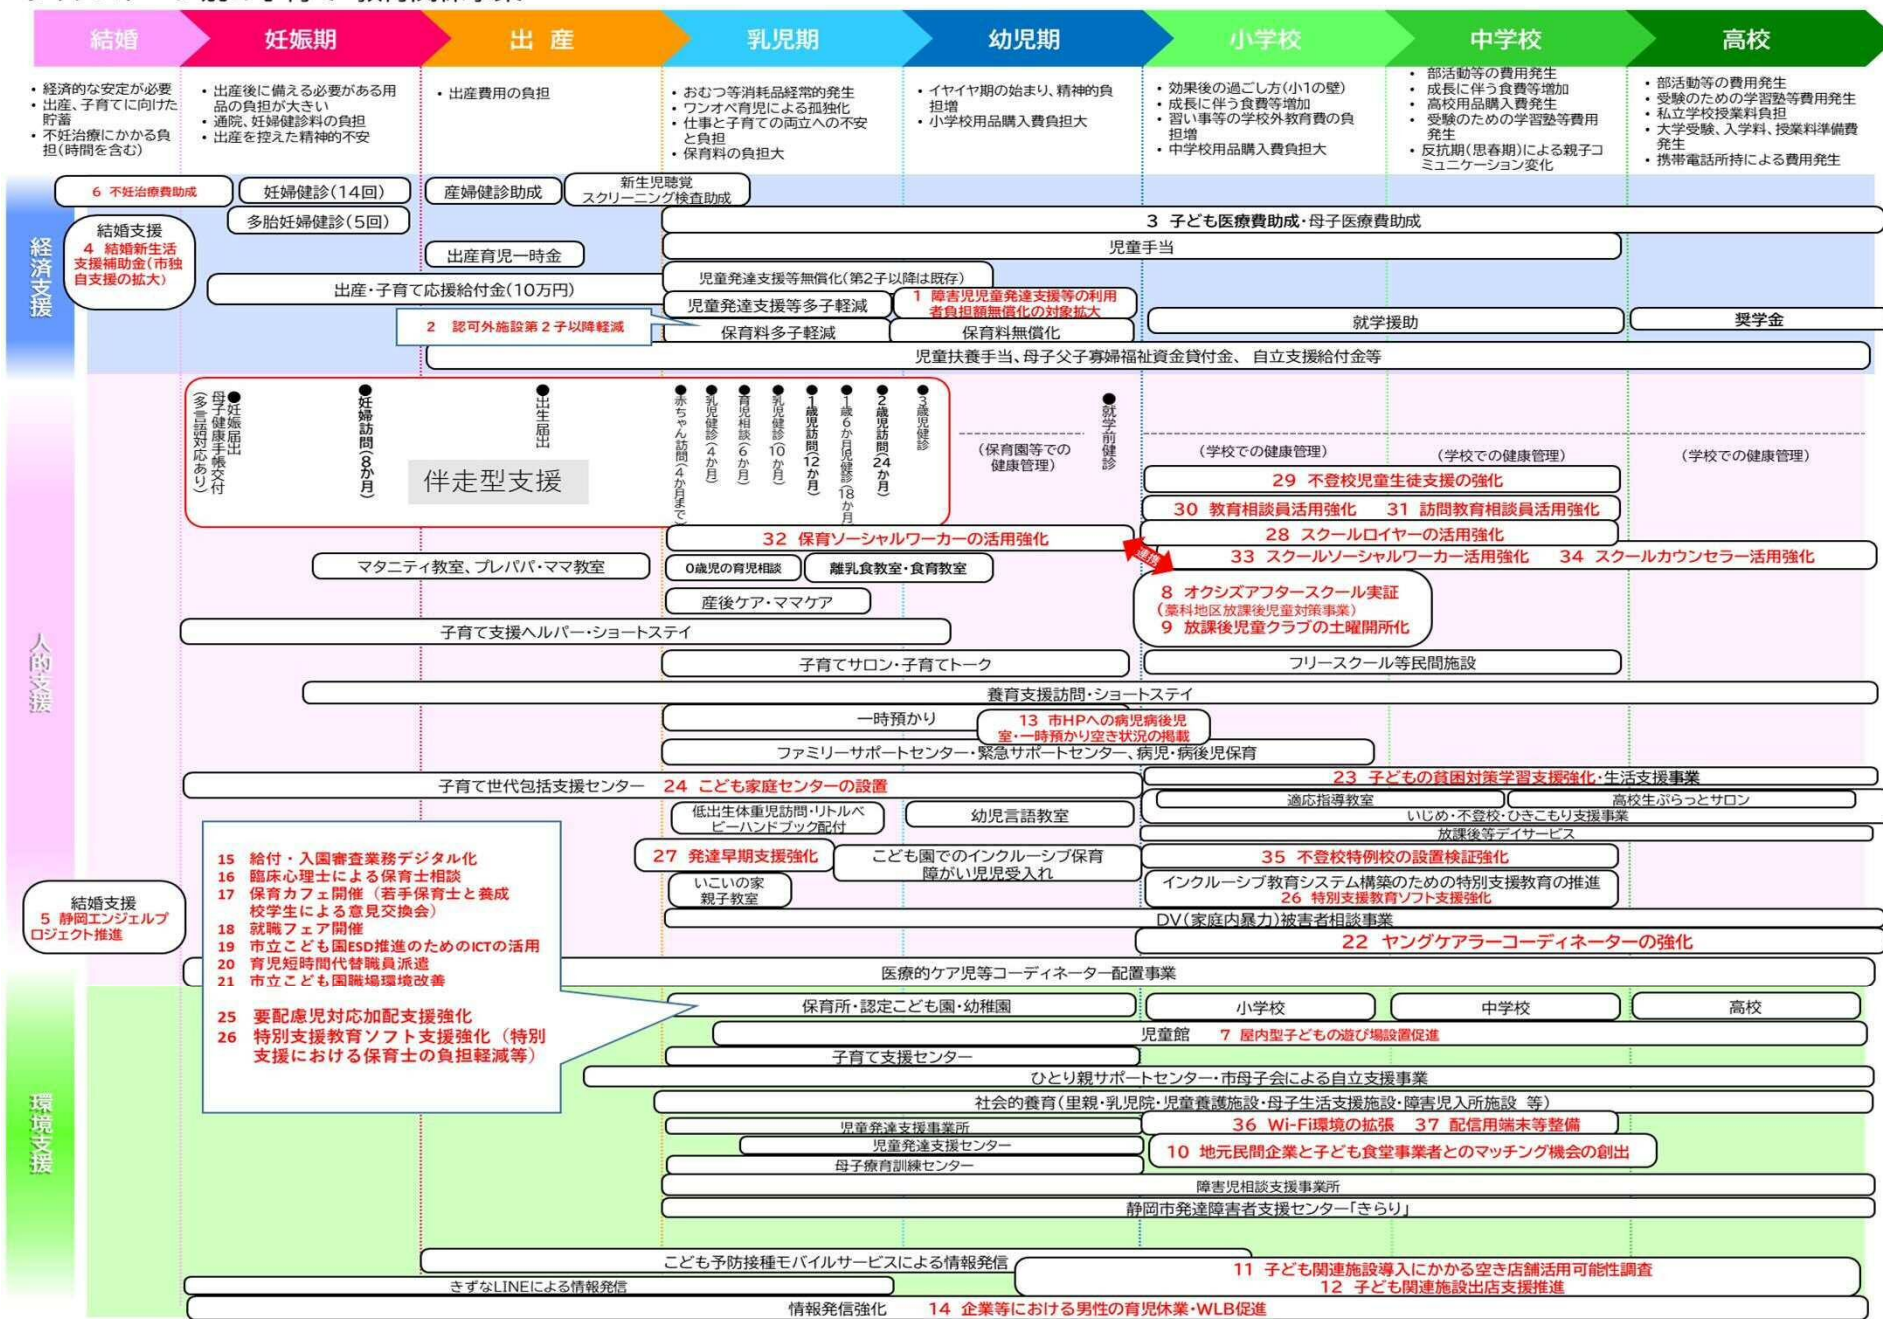 結婚
妊娠期
出 産
乳児期
幼児期
小学校
中学校
高校
・経済的な安定が必要
・出産、子育てに向けた
貯蓄
・不妊治療にかかる負
担(時間を含む)
・出産後に備える必要がある用
品の負担が大きい
・通院、妊婦健診料の負担
・出産を控えた精神的不安
・出産費用の負担
・おむつ等消耗品経常的発生
・ワンオペ育児による孤独化
・仕事と子育ての両立への不安
と負担
・保育料の負担大
・イヤイヤ期の始まり、精神的負
担増
・小学校用品購入費負担大
・効果後の過ごし方(小1の壁)
・成長に伴う食費等増加
・習い事等の学校外教育費の負
担増
・中学校用品購入費負担大
・部活動等の費用発生
・成長に伴う食費等増加
・高校用品購入費発生
・受験のための学習塾等費用
発生
・反抗期(思春期)による親子コ
ミュニケーション変化
・部活動等の費用発生
・受験のための学習塾等費用発生
・私立学校授業料負担
・大学受験、入学料、授業料準備費
発生
・携帯電話所持による費用発生
経済支援
6 不妊治療費助成
妊婦健診(14回)
産婦健診助成
新生児聴覚
スクリーニング検査助成
多胎妊婦健診(5回)
3 子ども医療費助成・母子医療費助成
結婚支援
4 結婚新生活
支援補助金(市独
自支援の拡大)
出産育児一時金
児童手当
出産・子育て応援給付金(10万円)
児童発達支援等無償化(第2子以降は既存)
児童発達支援等多子軽減
1 障害児児童発達支援等の利用
者負担額無償化の対象拡大
2 認可外施設第2子以降軽減
保育料多子軽減
保育料無償化
就学援助
奨学金
児童扶養手当、母子父子寡婦福祉資金貸付金、自立支援給付金等
人的支援
●妊娠届出
母子健康手帳交付
(多言語対応あり)
●妊婦訪問(8か月)
●出生届出
伴走型支援
●赤ちゃん訪問(4か月まで)
●乳児健診(4か月)
●育児相談(6か月)
●乳児健診(10か月)
●1歳児訪問(12か月)
●1歳6か月児健診(18か月)
●2歳児訪問(24か月)
●3歳児健診
(保育園等での
健康管理)
●就学前健診
(学校での健康管理)
(学校での健康管理)
(学校での健康管理)
29 不登校児童生徒支援の強化
30 教育相談員活用強化 31 訪問教育相談員活用強化
32 保育ソーシャルワーカーの活用強化
連携
28 スクールロイヤーの活用強化
33 スクールソーシャルワーカー活用強化 34 スクールカウンセラー活用強化
マタニティ教室、プレパパ・ママ教室
0歳児の育児相談
離乳食教室・食育教室
8 オクシズアフタースクール実証
(藁科地区放課後児童対策事業)
9 放課後児童クラブの土曜開所化
産後ケア・ママケア
子育て支援ヘルパー・ショートステイ
子育てサロン・子育てトーク
フリースクール等民間施設
養育支援訪問・ショートステイ
一時預かり
13 市HPへの病児病後児
室・一時預かり空き状況の掲載
ファミリーサポートセンター・緊急サポートセンター、病児・病後児保育
子育て世代包括支援センター 24 こども家庭センターの設置
23 子どもの貧困対策学習支援強化・生活支援事業
低出生体重児訪問・リトルベ
ビーハンドブック配付
幼児言語教室
適応指導教室
高校生ぷらっとサロン
いじめ・不登校・ひきこもり支援事業
放課後等デイサービス
27 発達早期支援強化
こども園でのインクルーシブ保育
障がい児児受入れ
35 不登校特例校の設置検証強化
いこいの家
親子教室
インクルーシブ教育システム構築のための特別支援教育の推進
26 特別支援教育ソフト支援強化
結婚支援
5 静岡エンジェルプ
ロジェクト推進
DV(家庭内暴力)被害者相談事業
22 ヤングケアラーコーディネーターの強化
医療的ケア児等コーディネーター配置事業
15 給付・入園審査業務デジタル化
16 臨床心理士による保育士相談
17 保育カフェ開催(若手保育士と養成
校学生による意見交換会)
18 就職フェア開催
19 市立こども園ESD推進のためのICTの活用
20 育児短時間代替職員派遣
21 市立こども園職場環境改善
25 要配慮児対応加配支援強化
26 特別支援教育ソフト支援強化(特別
支援における保育士の負担軽減等)
環境支援
保育所・認定こども園・幼稚園
小学校
中学校
高校
児童館 7 屋内型子どもの遊び場設置促進
子育て支援センター
ひとり親サポートセンター・市母子会による自立支援事業
社会的養育(里親・乳児院・児童養護施設・母子生活支援施設・障害児入所施設 等)
児童発達支援事業所
36 Wi-Fi環境の拡張 37 配信用端末等整備
児童発達支援センター
10 地元民間企業と子ども食堂事業者とのマッチング機会の創出
母子療育訓練センター
障害児相談支援事業所
静岡市発達障害者支援センター「きらり」
こども予防接種モバイルサービスによる情報発信
11 子ども関連施設導入にかかる空き店舗活用可能性調査
12 子ども関連施設出店支援推進
きずなLINEによる情報発信
情報発信強化 14 企業等における男性の育児休業・WLB促進